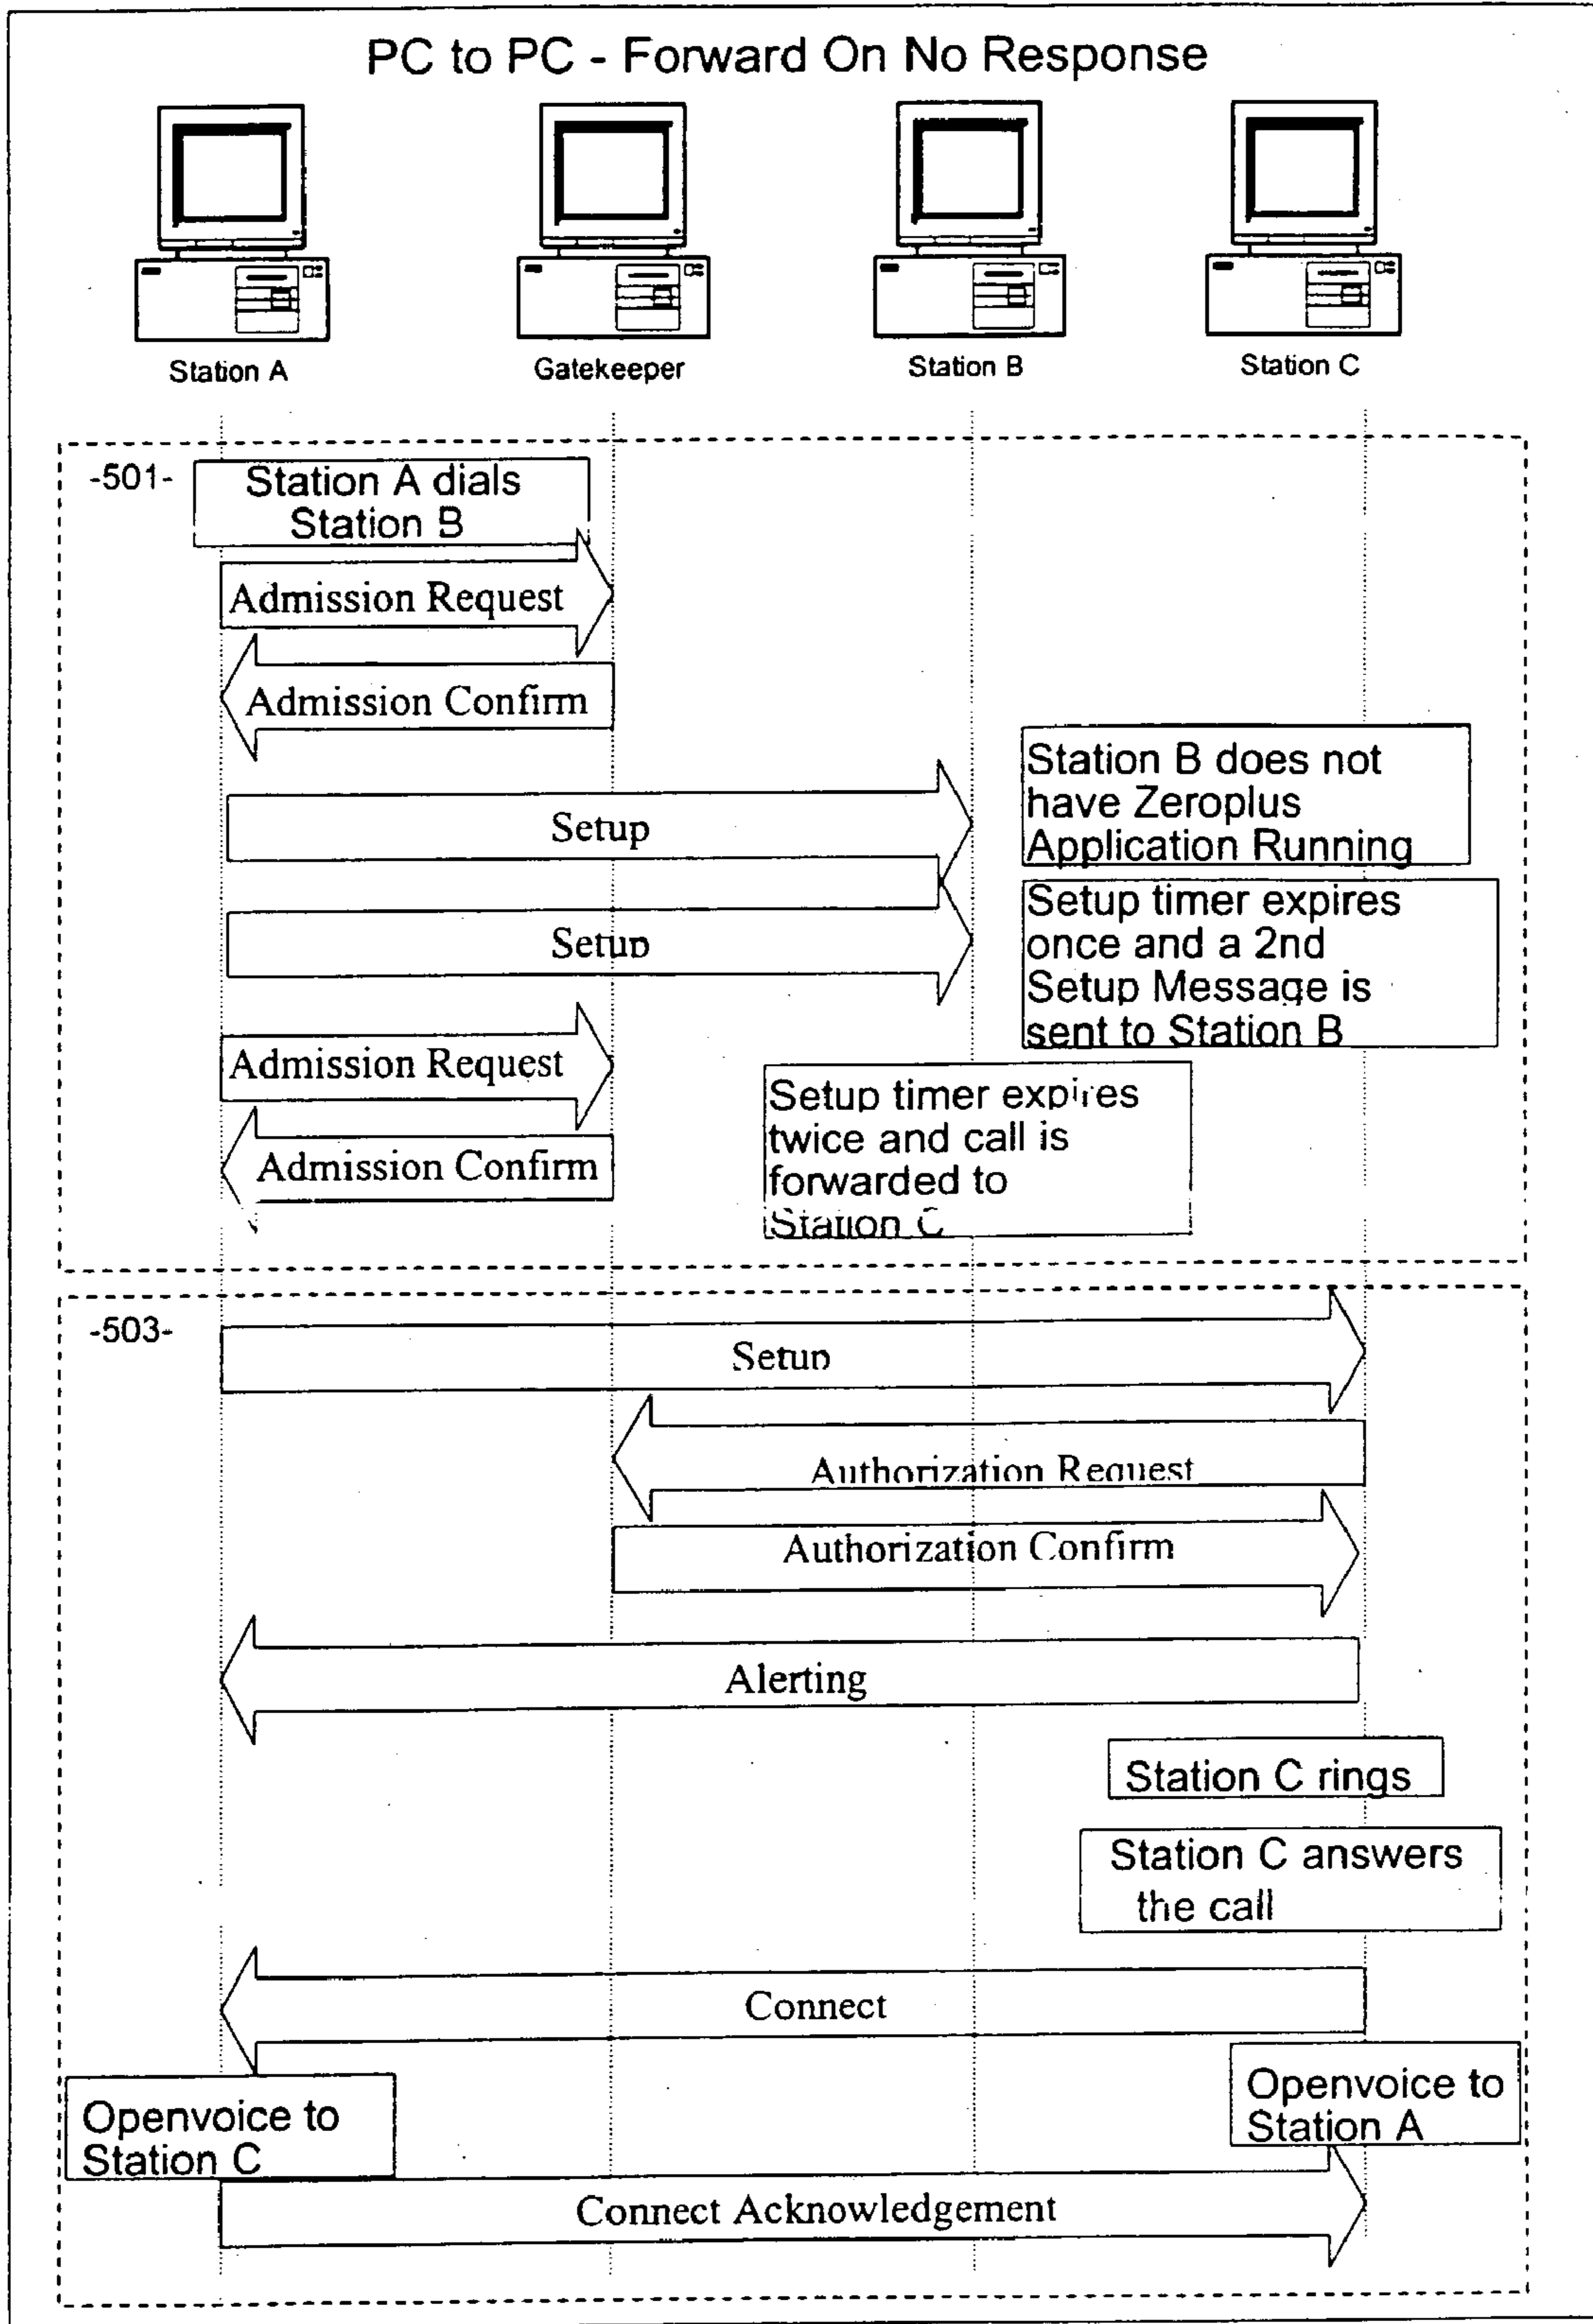 PC to PC - Forward On No Response
Station A
Gatekeeper
Station B
Station C
-501-
Station A dials
Station B
Admission Request
Admission Confirm
Station B does not
have Zeroplus
Application Running
Setup
Setup timer expires
once and a 2nd
Setup Message is
sent to Station B
Setup
Admission Request
Setup timer expires
twice and call is
forwarded to
Station C
Admission Confirm
-503-
Setup
Authorization Request
Authorization Confirm
Alerting
Station C rings
Station C answers
the call
Connect
Openvoice to
Station A
Openvoice to
Station C
Connect Acknowledgement